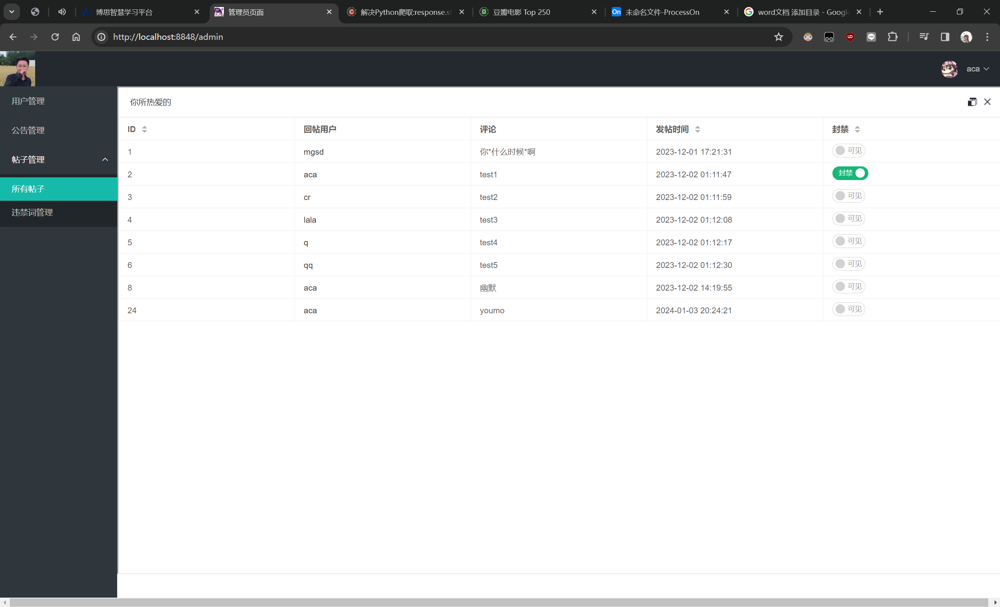 博思智慧学习平台
管理员页面
解决Python爬取:response.st
豆瓣电影 Top 250
未命名文件-ProcessOn
word文档 添加目录 - Google
http://localhost:8848/admin
aca
用户管理
公告管理
帖子管理
所有帖子
违禁词管理
你所热爱的
ID 回帖用户 评论 发帖时间 封禁
1 mgsd 你*什么时候*啊 2023-12-01 17:21:31 可见
2 aca test1 2023-12-02 01:11:47 封禁
3 cr test2 2023-12-02 01:11:59 可见
4 lala test3 2023-12-02 01:12:08 可见
5 q test4 2023-12-02 01:12:17 可见
6 qq test5 2023-12-02 01:12:30 可见
8 aca 幽默 2023-12-02 14:19:55 可见
24 aca youmo 2024-01-03 20:24:21 可见